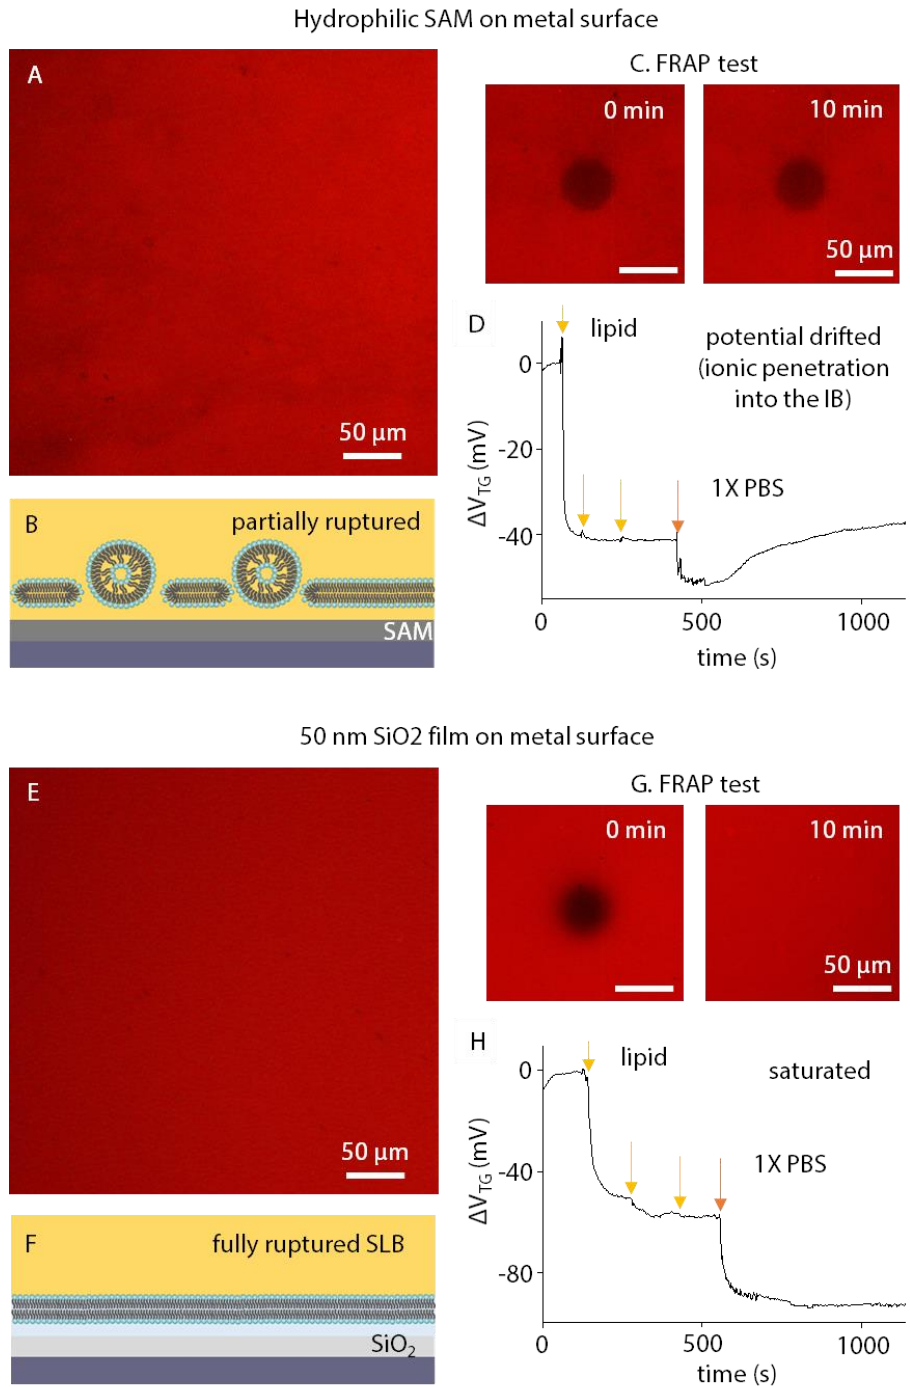 Hydrophilic SAM on metal surface
A
50 µm
B
partially ruptured
SAM
C. FRAP test
0 min
10 min
50 µm
D
lipid
potential drifted
(ionic penetration
into the IB)
1X PBS
0
-20
-40
ΔV_TG (mV)
0
500
1000
time (s)
50 nm SiO2 film on metal surface
E
50 µm
F
fully ruptured SLB
SiO₂
G. FRAP test
0 min
10 min
50 µm
H
lipid
saturated
1X PBS
0
-40
-80
ΔV_TG (mV)
0
500
1000
time (s)